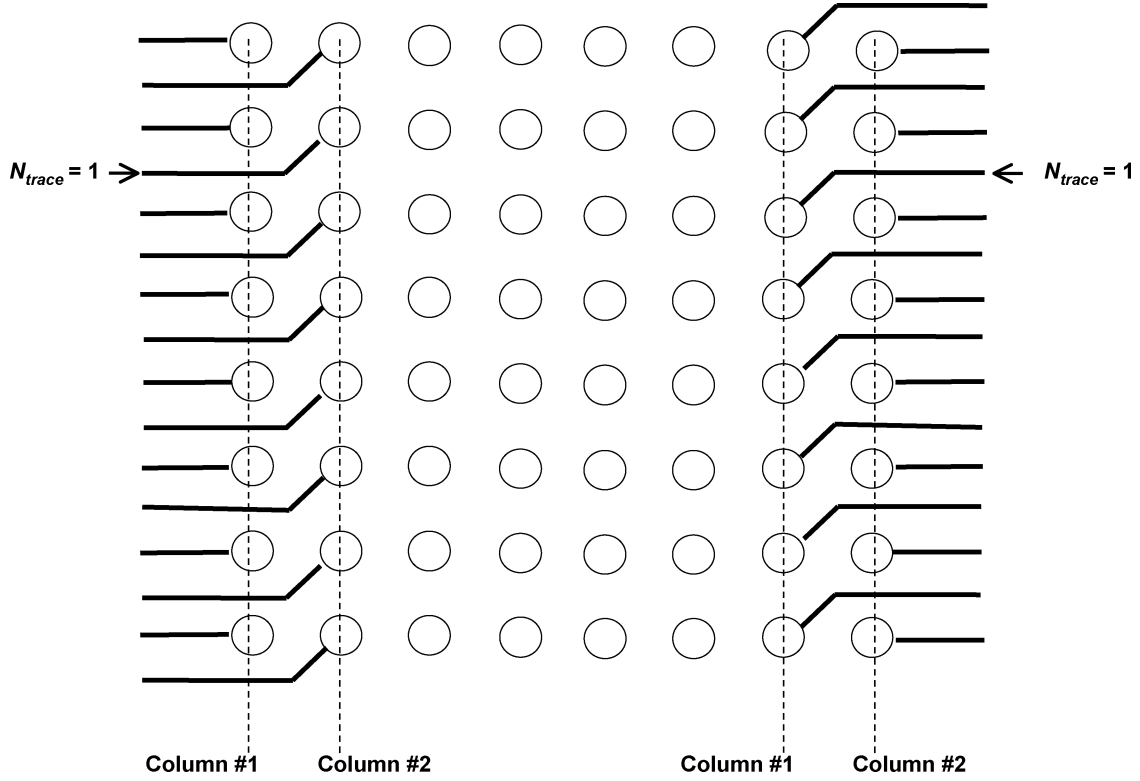 N_trace = 1
N_trace = 1
Column #1
Column #2
Column #1
Column #2